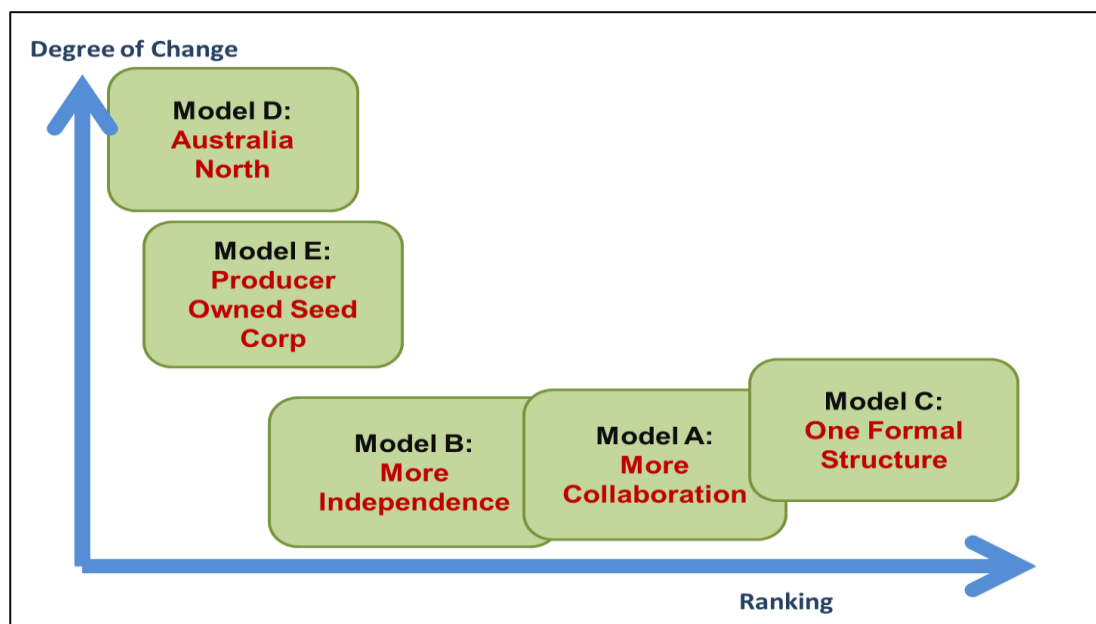 Degree of Change
Model D:
Australia
North
Model E:
Producer
Owned Seed
Corp
Model B:
More
Independence
Model A:
More
Collaboration
Model C:
One Formal
Structure
Ranking